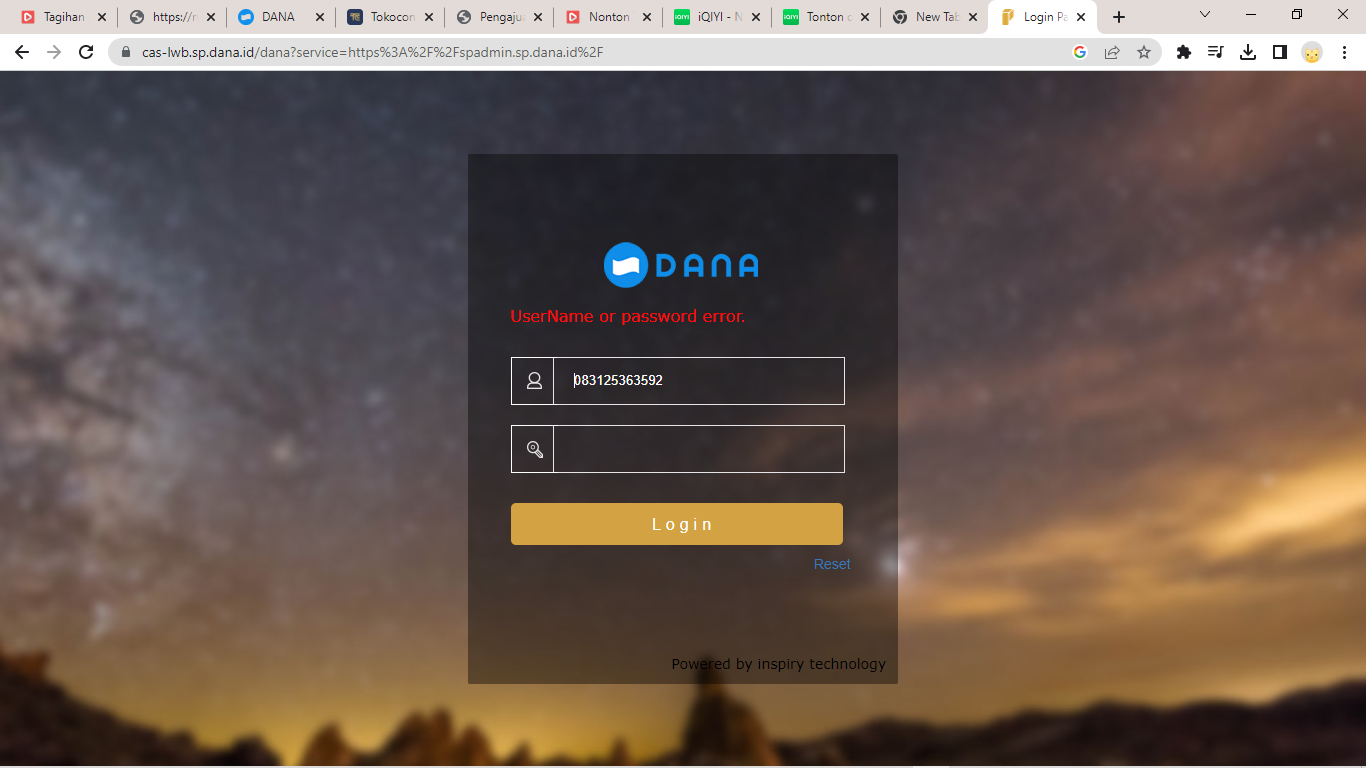 Tagihan
https://r
DANA
Tokocon
Pengajua
Nonton
iQIYI - N
Tonton
New Tab
Login Pa
cas-lwb.sp.dana.id/dana?service=https%3A%2F%2Fspadmin.sp.dana.id%2F
DANA
UserName or password error.
083125363592
Login
Reset
Powered by inspiry technology